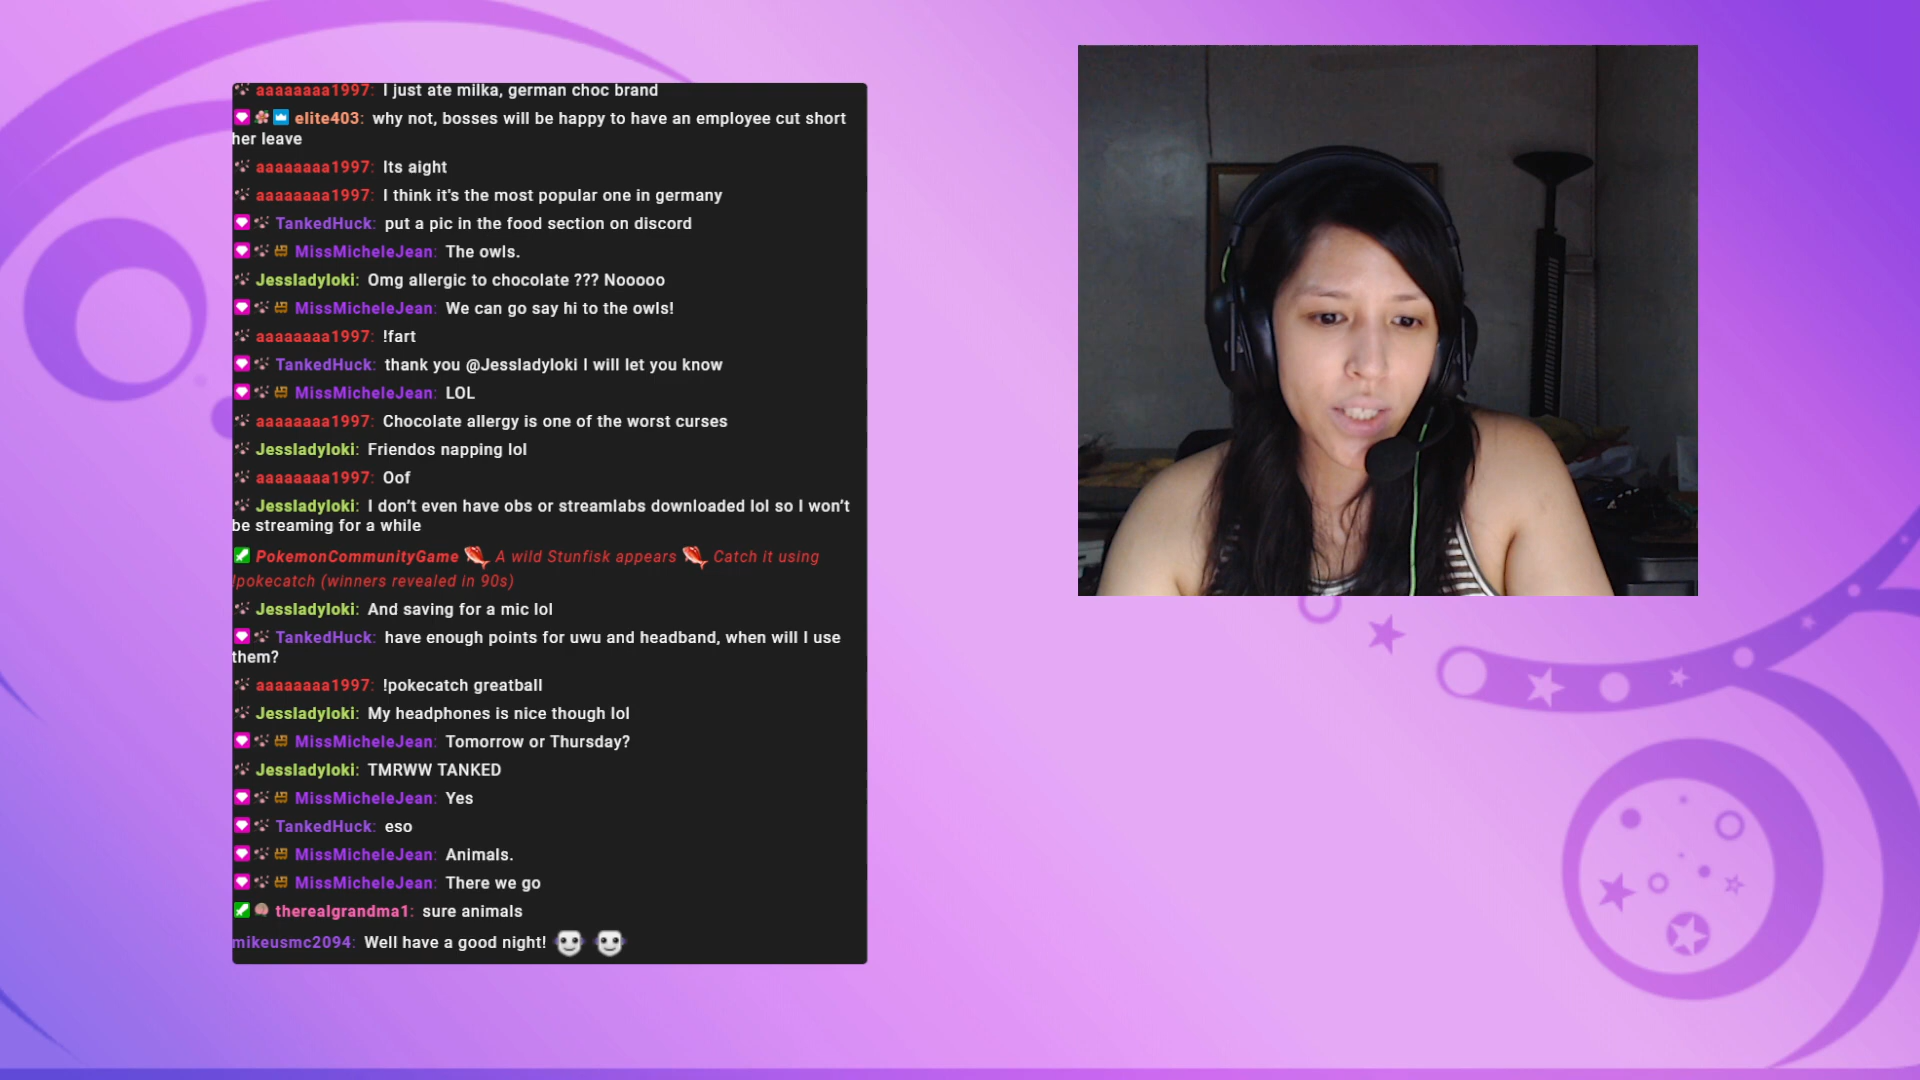 aaaaaaaa1997: I just ate milka, german choc brand
elite403: why not, bosses will be happy to have an employee cut short
her leave
aaaaaaaa1997: Its aight
aaaaaaaa1997: I think it's the most popular one in germany
TankedHuck: put a pic in the food section on discord
MissMicheleJean: The owls.
Jessladyloki: Omg allergic to chocolate ??? Nooooo
MissMicheleJean: We can go say hi to the owls!
aaaaaaaa1997: !fart
TankedHuck: thank you @Jessladyloki I will let you know
MissMicheleJean: LOL
aaaaaaaa1997: Chocolate allergy is one of the worst curses
Jessladyloki: Friendos napping lol
aaaaaaaa1997: Oof
Jessladyloki: I don’t even have obs or streamlabs downloaded lol so I won’t
be streaming for a while
PokemonCommunityGame A wild Stunfisk appears Catch it using
!pokecatch (winners revealed in 90s)
Jessladyloki: And saving for a mic lol
TankedHuck: have enough points for uwu and headband, when will I use
them?
aaaaaaaa1997: !pokecatch greatball
Jessladyloki: My headphones is nice though lol
MissMicheleJean: Tomorrow or Thursday?
Jessladyloki: TMRWW TANKED
MissMicheleJean: Yes
TankedHuck: eso
MissMicheleJean: Animals.
MissMicheleJean: There we go
therealgrandma1: sure animals
mikeusmc2094: Well have a good night!